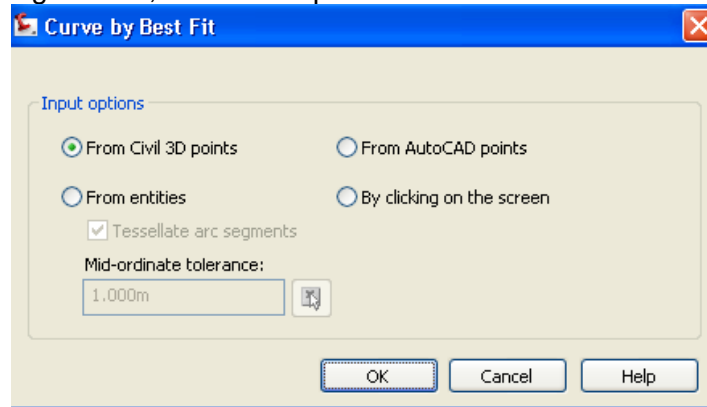 Curve by Best Fit
Input options
From Civil 3D points
From AutoCAD points
From entities
By clicking on the screen
Tessellate arc segments
Mid-ordinate tolerance:
1.000m
OK Cancel Help